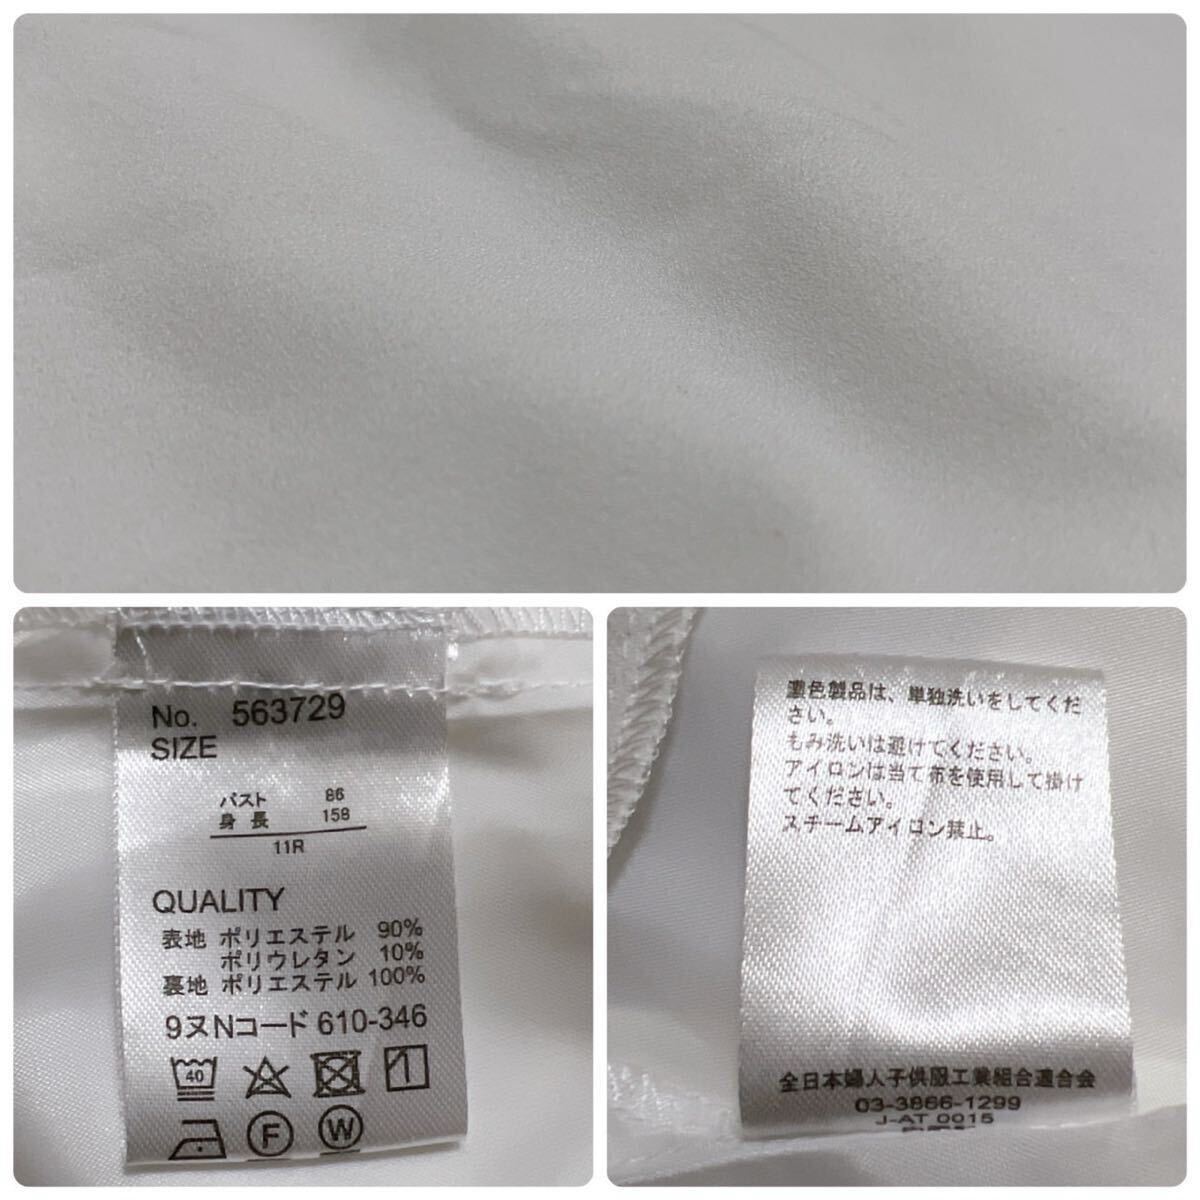 No. 563729
SIZE
バスト 86
身長 158
11R
QUALITY
表地 ポリエステル 90%
ポリウレタン 10%
裏地 ポリエステル 100%
9ヌNコード 610-346
40
F
W
濃色製品は、単独洗いをしてくだ
さい。
もみ洗いは避けてください。
アイロンは当て布を使用して掛け
てください。
スチームアイロン禁止。
全日本婦人子供服工業組合連合会
03-3866-1299
J-AT 0015